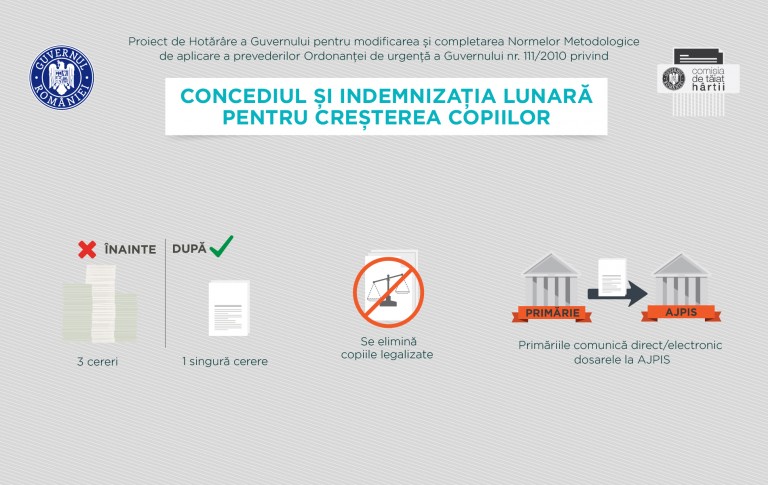 Proiect de Hotărâre a Guvernului pentru modificarea și completarea Normelor Metodologice
de aplicare a prevederilor Ordonanței de urgență a Guvernului nr. 111/2010 privind
GUVERNUL
ROMÂNIEI
comisia
de tăiat
hârtii
CONCEDIUL ȘI INDEMNIZAȚIA LUNARĂ
PENTRU CREȘTEREA COPIILOR
ÎNAINTE
DUPĂ
3 cereri
1 singură cerere
Se elimină
copiile legalizate
PRIMĂRIE
AJPIS
Primăriile comunică direct/electronic
dosarele la AJPIS